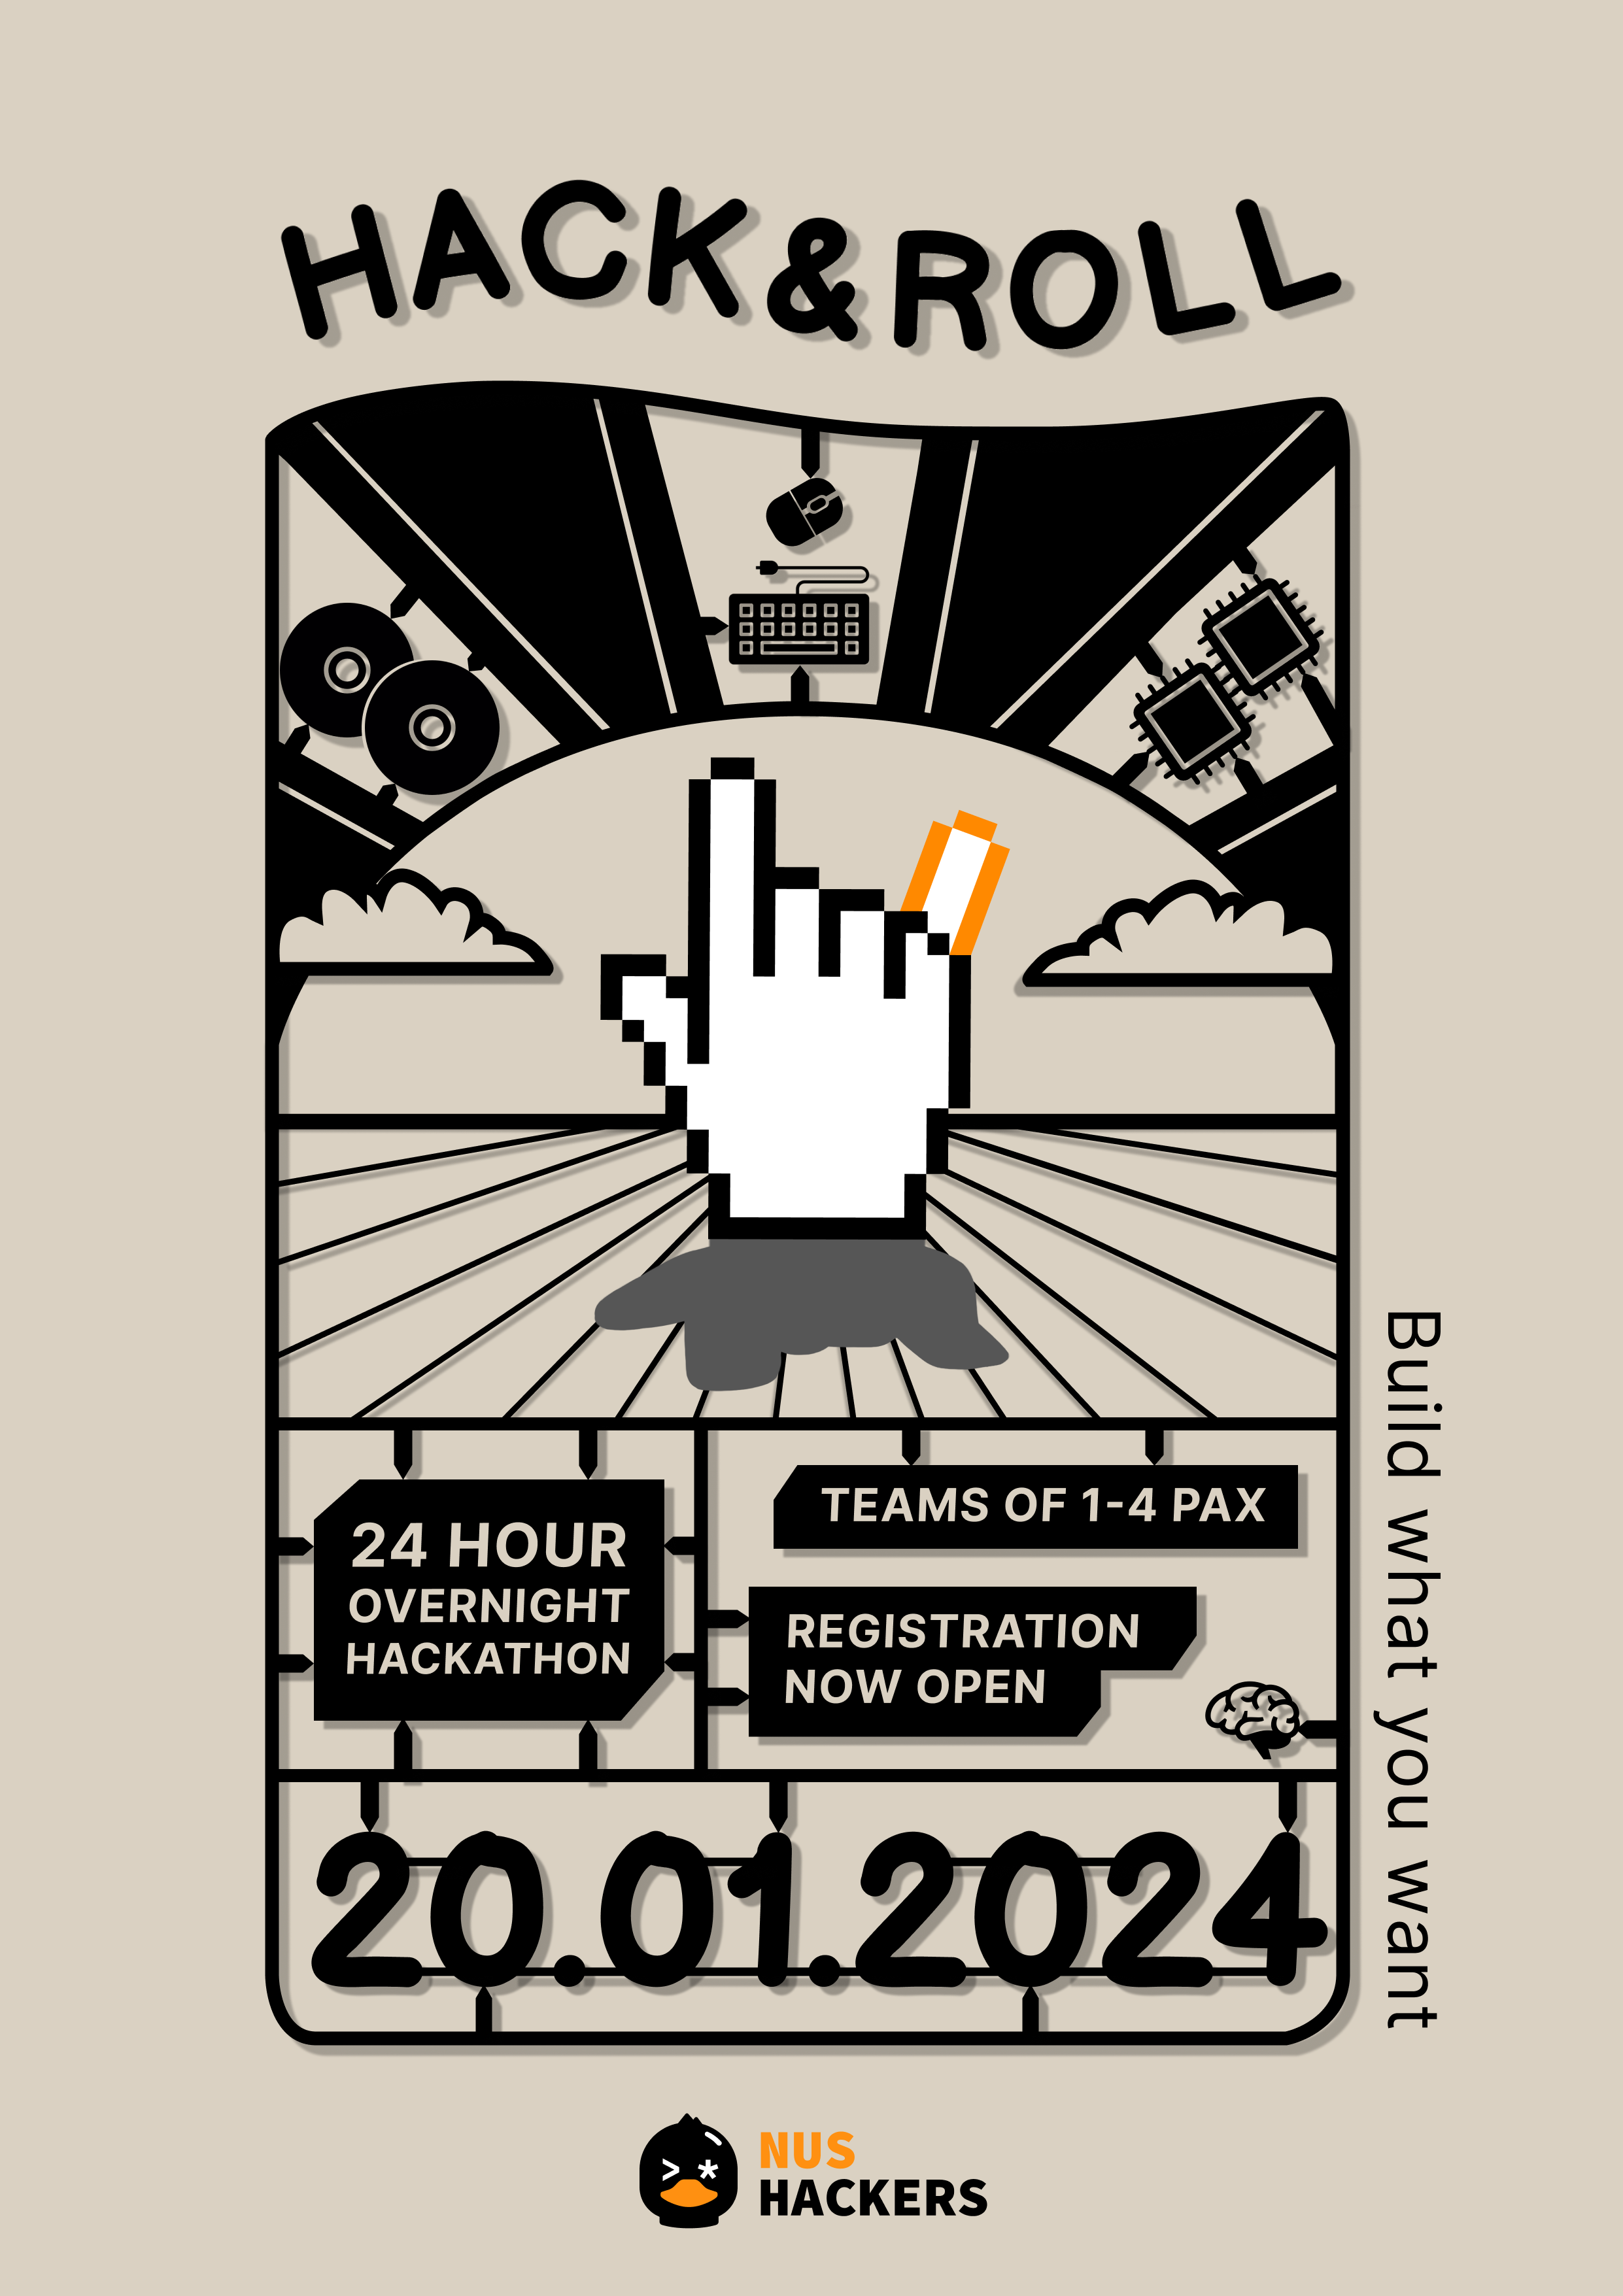 HACK&ROLL
24 HOUR
OVERNIGHT
HACKATHON
TEAMS OF 1-4 PAX
REGISTRATION
NOW OPEN
20.01.2024
Build what you want
> *
NUS
HACKERS